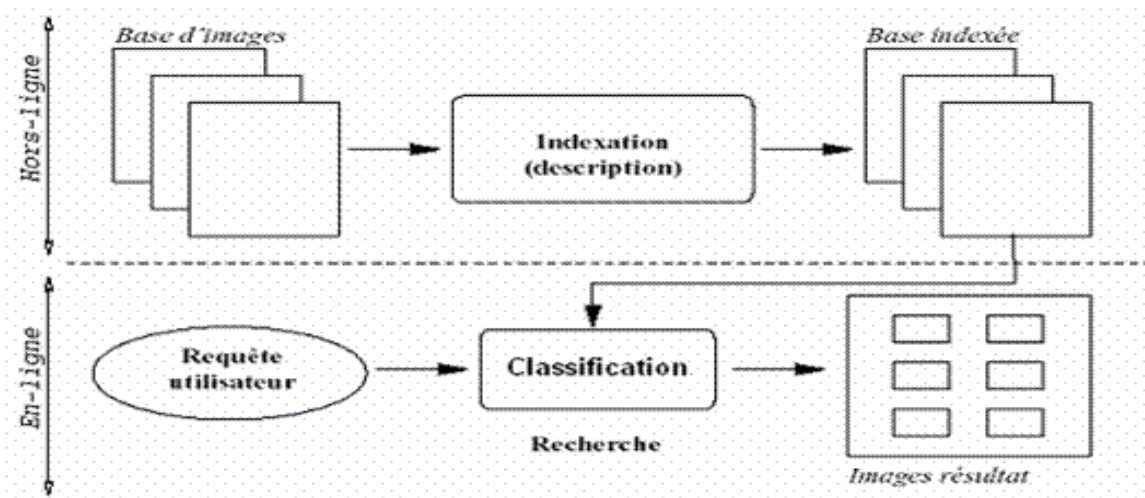 Base d'images
Base indexée
Hors-ligne
Indexation
(description)
En-ligne
Requête
utilisateur
Classification
Recherche
Images résultat